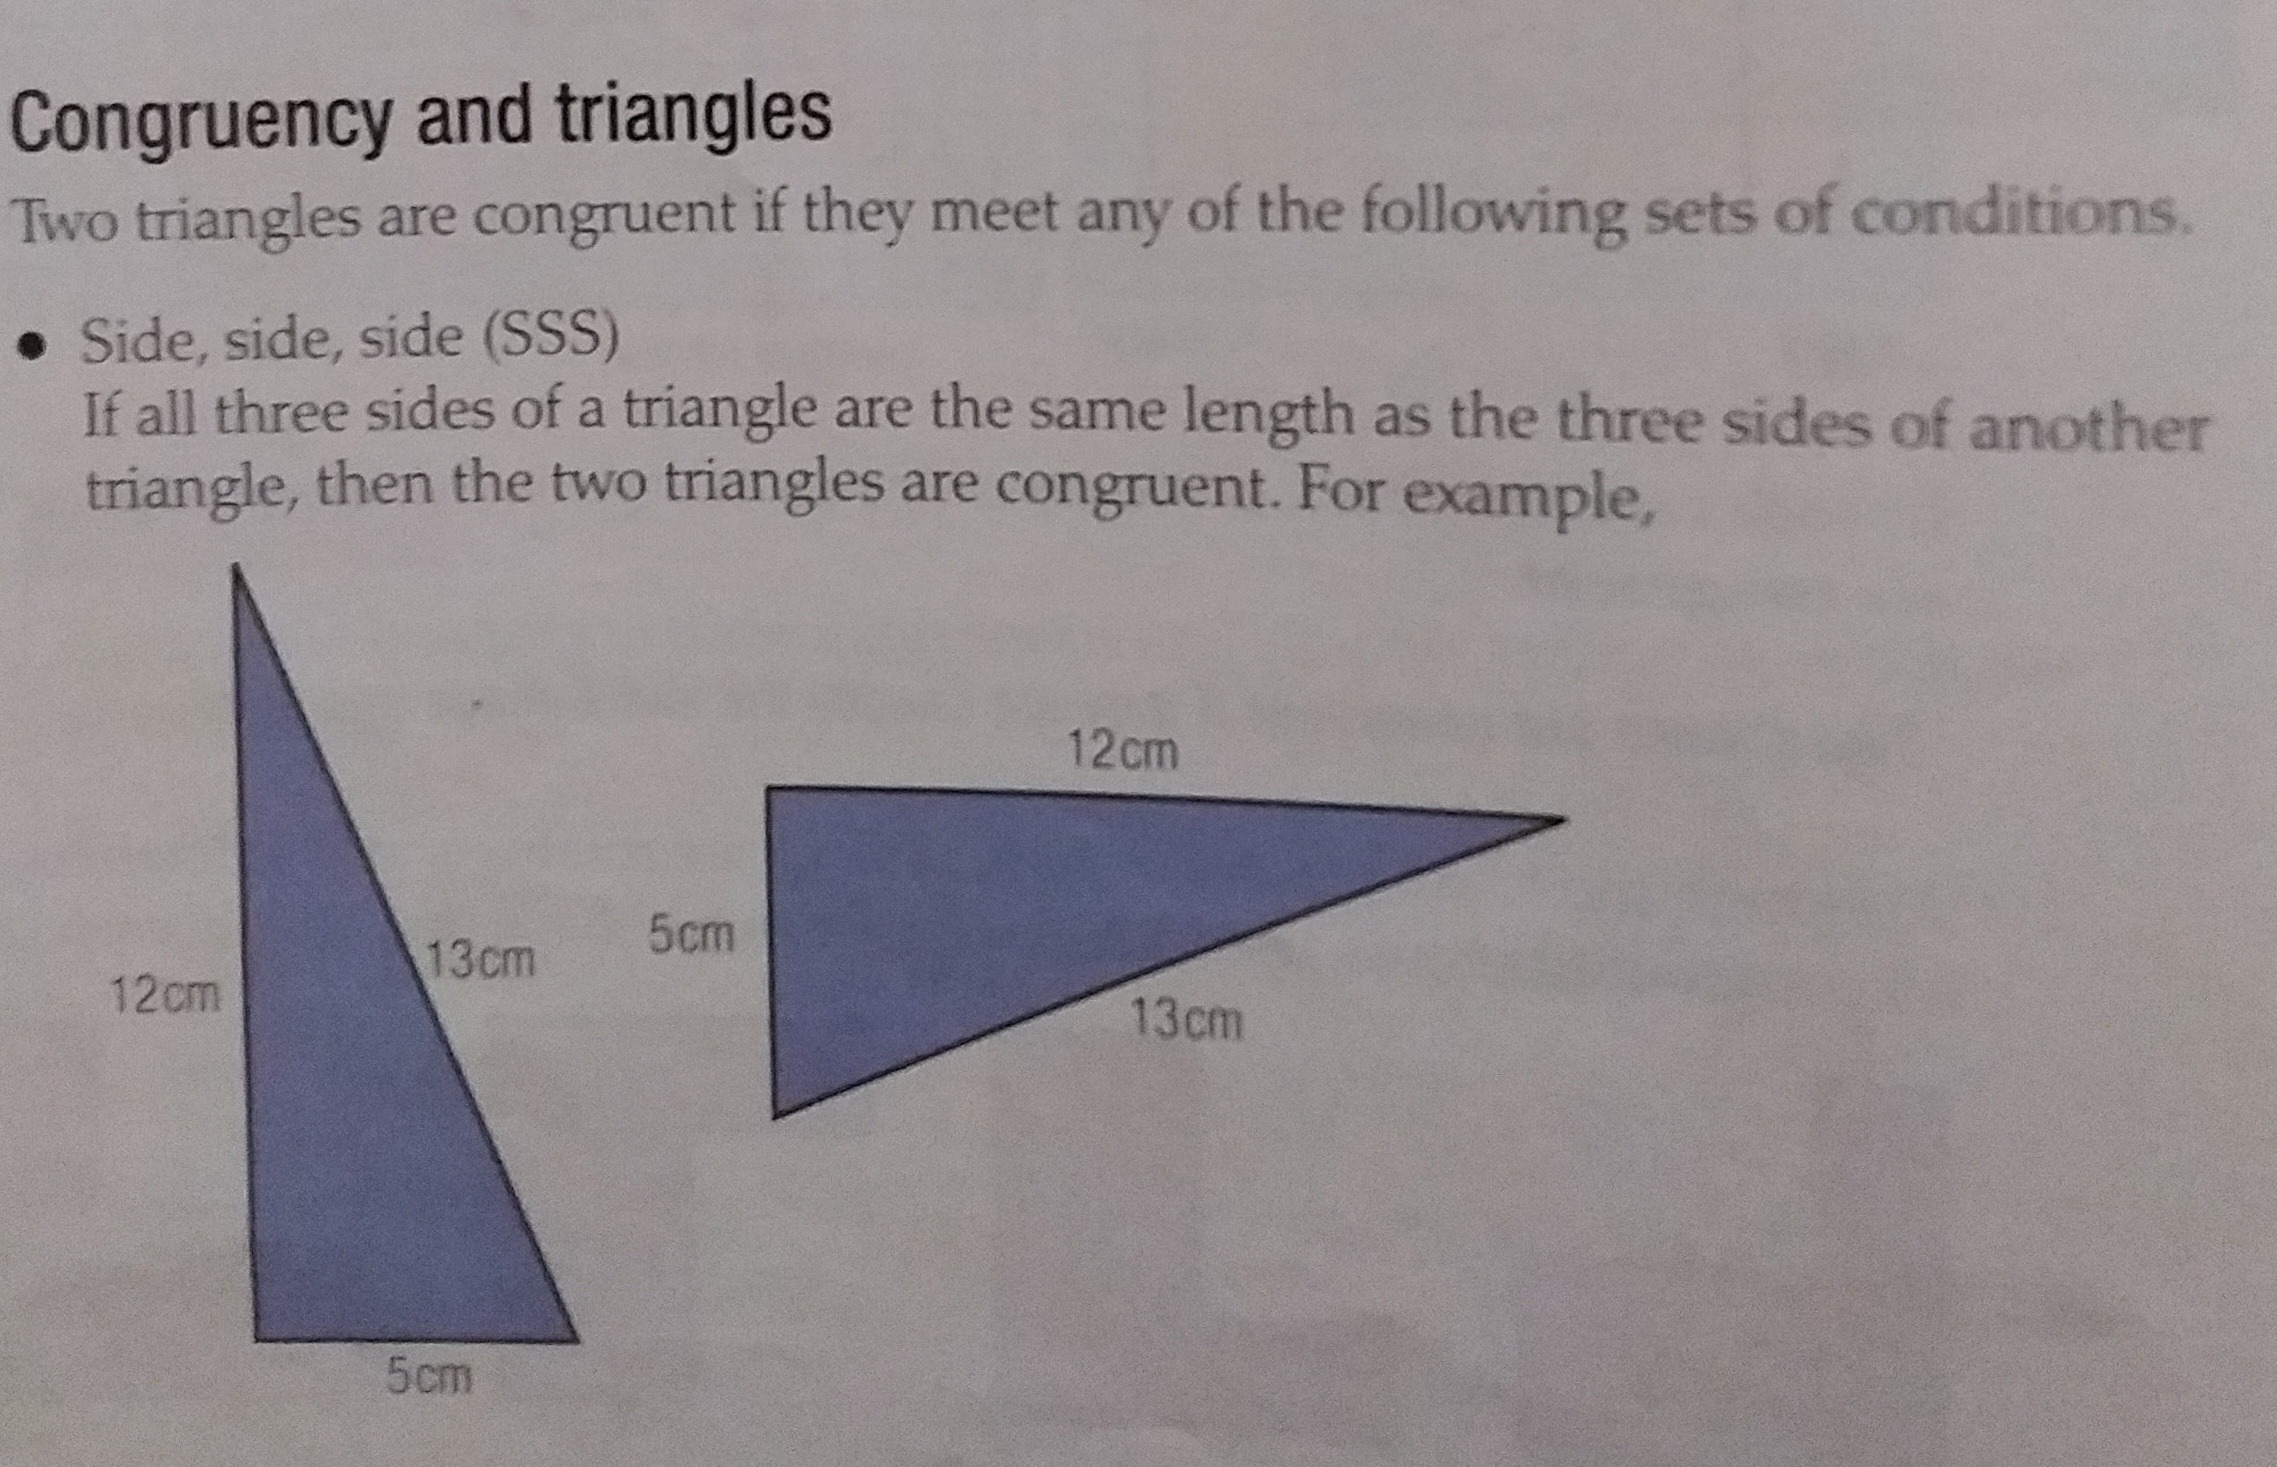 Congruency and triangles
Two triangles are congruent if they meet any of the following sets of conditions.
• Side, side, side (SSS)
If all three sides of a triangle are the same length as the three sides of another
triangle, then the two triangles are congruent. For example,
12cm
13cm
5cm
12cm
5cm
13cm